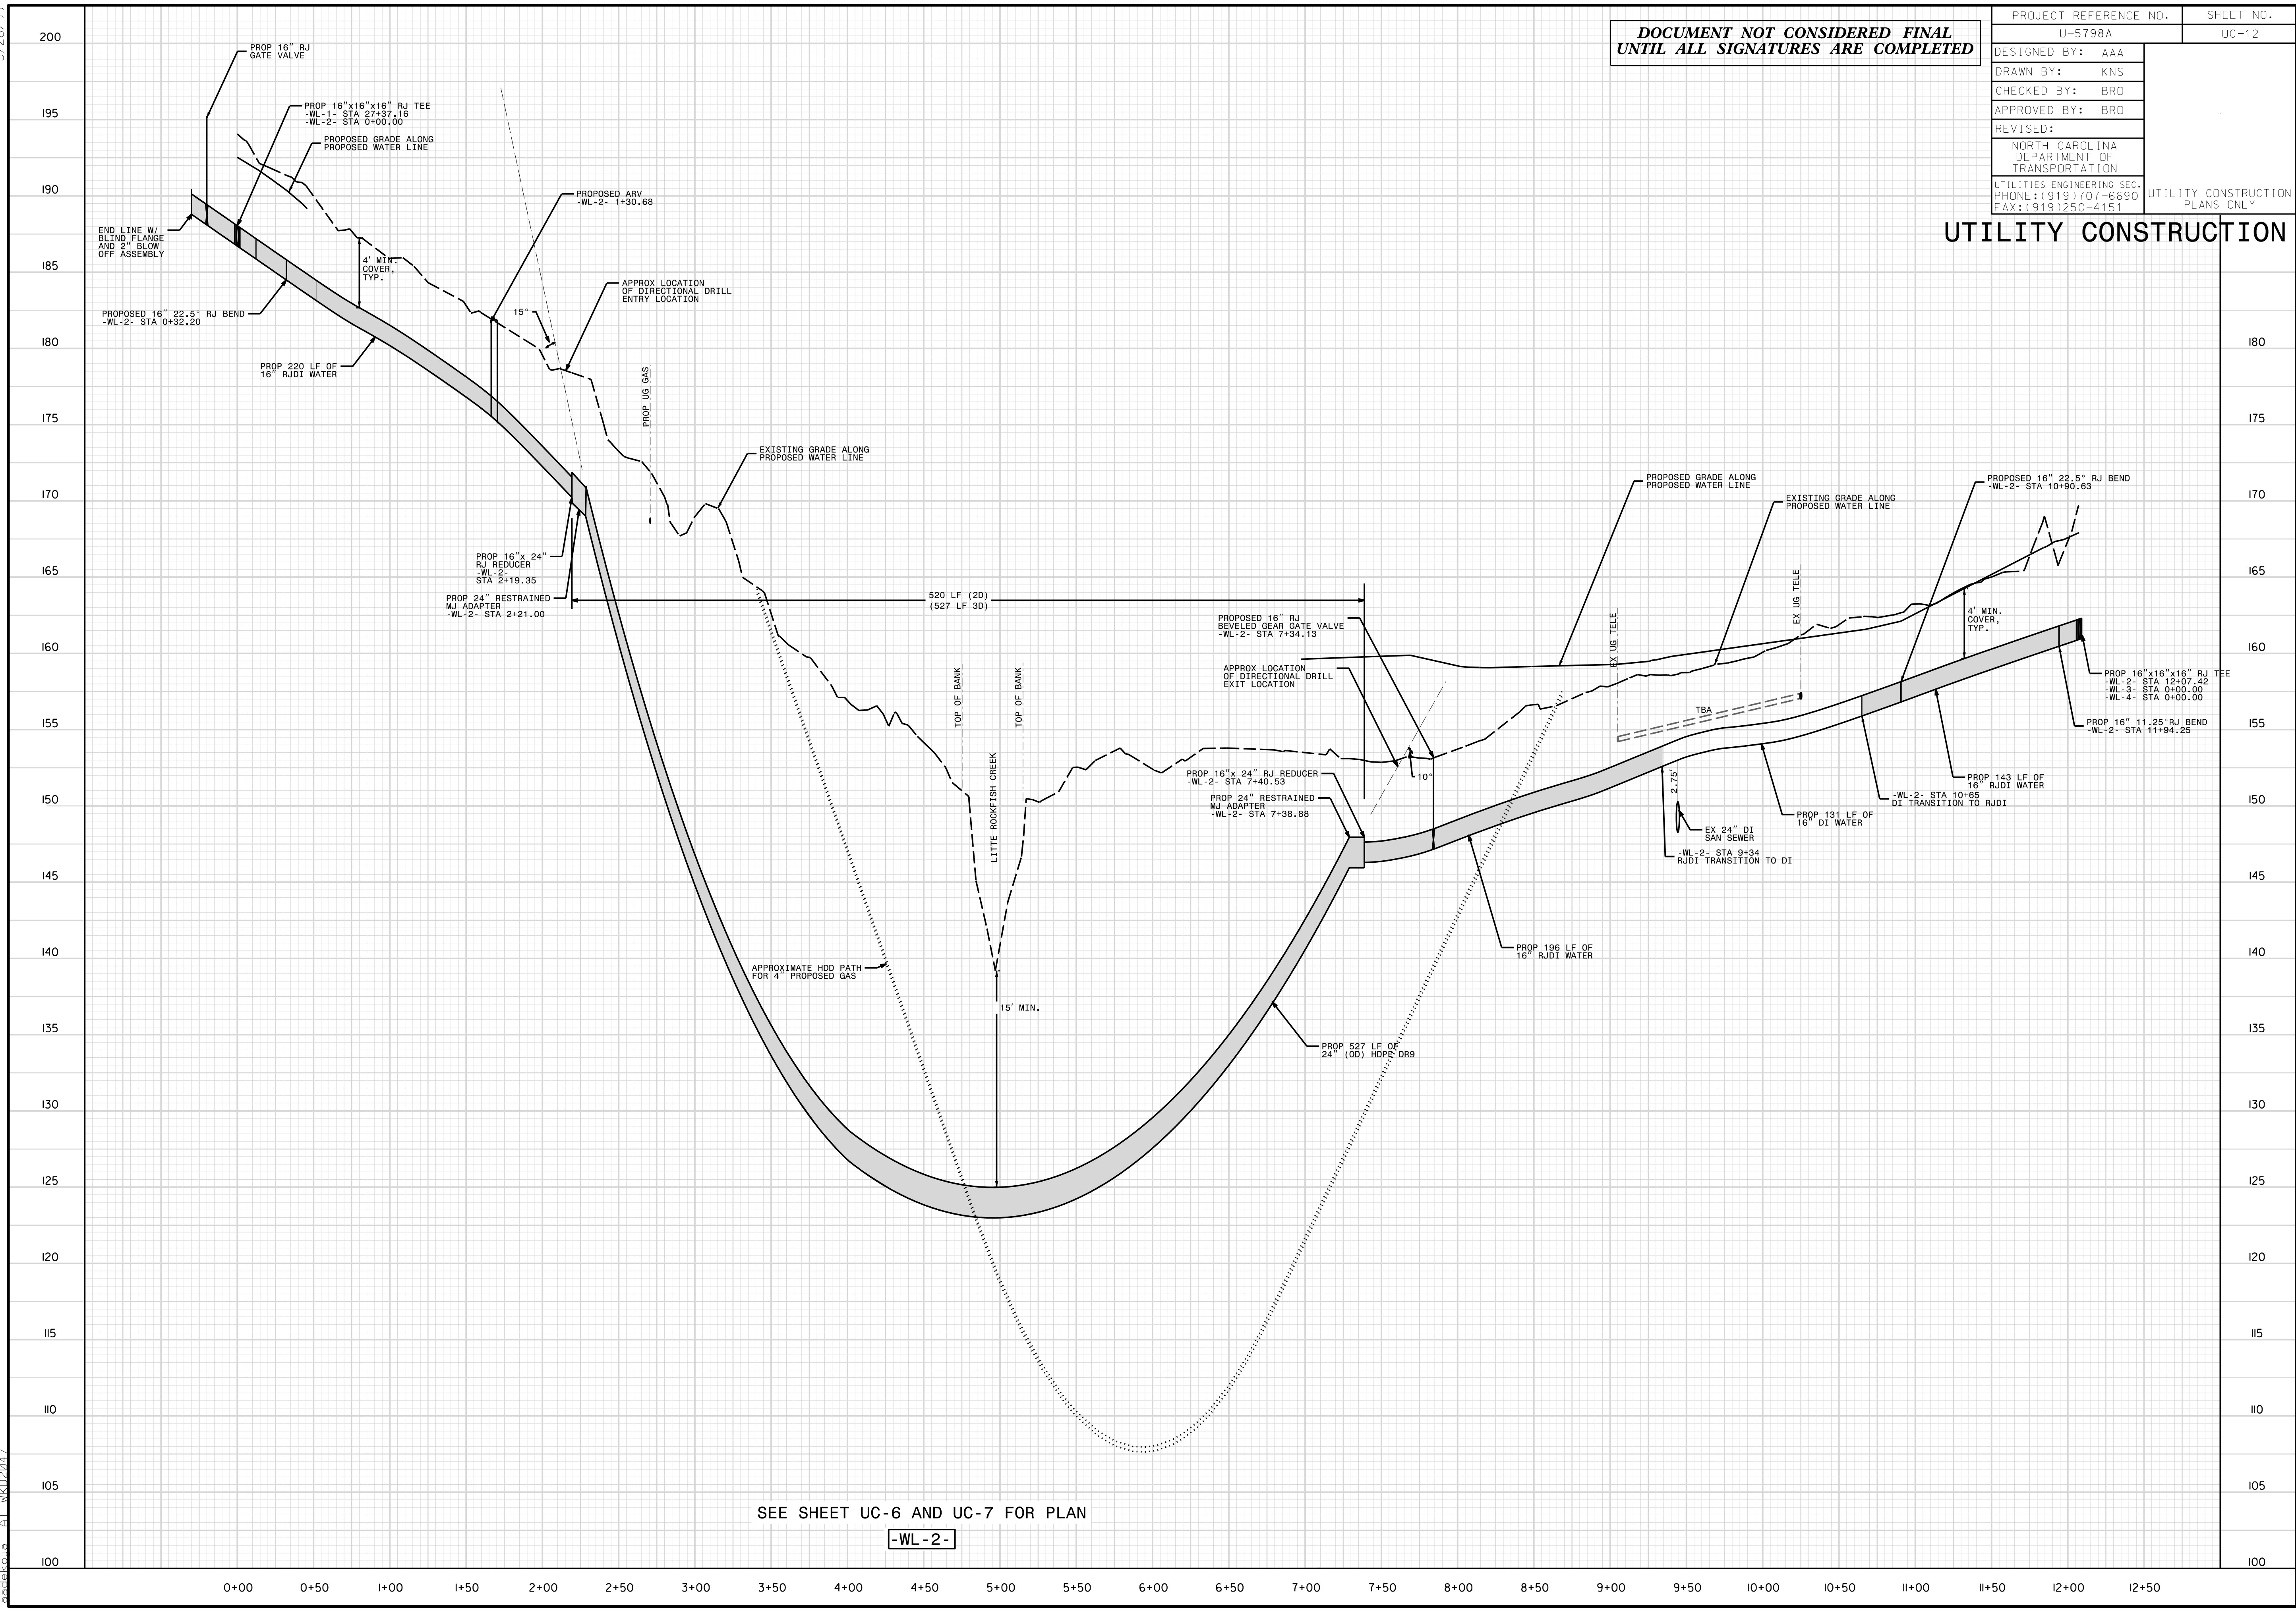 DOCUMENT NOT CONSIDERED FINAL
UNTIL ALL SIGNATURES ARE COMPLETED
PROJECT REFERENCE NO.
SHEET NO.
U-5798A
UC-12
DESIGNED BY: AAA
DRAWN BY: KNS
CHECKED BY: BRO
APPROVED BY: BRO
REVISED:
NORTH CAROLINA
DEPARTMENT OF
TRANSPORTATION
UTILITIES ENGINEERING SEC.
PHONE:(919)707-6690
FAX:(919)250-4151
UTILITY CONSTRUCTION
PLANS ONLY
UTILITY CONSTRUCTION
200
195
190
185
180
175
170
165
160
155
150
145
140
135
130
125
120
115
110
105
100
PROP 16" RJ
GATE VALVE
PROP 16"x16"x16" RJ TEE
-WL-1- STA 27+37.16
-WL-2- STA 0+00.00
PROPOSED GRADE ALONG
PROPOSED WATER LINE
PROPOSED ARV
-WL-2- 1+30.68
END LINE W/
BLIND FLANGE
AND 2" BLOW
OFF ASSEMBLY
4' MIN.
COVER,
TYP.
APPROX LOCATION
OF DIRECTIONAL DRILL
ENTRY LOCATION
15°
PROPOSED 16" 22.5° RJ BEND
-WL-2- STA 0+32.20
PROP 220 LF OF
16" RJDI WATER
PROP UG GAS
EXISTING GRADE ALONG
PROPOSED WATER LINE
PROP 16"x 24"
RJ REDUCER
-WL-2-
STA 2+19.35
PROP 24" RESTRAINED
MJ ADAPTER
-WL-2- STA 2+21.00
520 LF (2D)
(527 LF 3D)
TOP OF BANK
LITTE ROCKFISH CREEK
TOP OF BANK
APPROXIMATE HDD PATH
FOR 4" PROPOSED GAS
15' MIN.
PROPOSED 16" RJ
BEVELED GEAR GATE VALVE
-WL-2- STA 7+34.13
APPROX LOCATION
OF DIRECTIONAL DRILL
EXIT LOCATION
PROP 16"x 24" RJ REDUCER
-WL-2- STA 7+40.53
PROP 24" RESTRAINED
MJ ADAPTER
-WL-2- STA 7+38.88
10°
PROP 527 LF OF
24" (OD) HDPE DR9
PROP 196 LF OF
16" RJDI WATER
PROPOSED GRADE ALONG
PROPOSED WATER LINE
EXISTING GRADE ALONG
PROPOSED WATER LINE
PROPOSED 16" 22.5° RJ BEND
-WL-2- STA 10+90.63
EX UG TELE
EX UG TELE
TBA
2.75'
EX 24" DI
SAN SEWER
-WL-2- STA 9+34
RJDI TRANSITION TO DI
PROP 131 LF OF
16" DI WATER
-WL-2- STA 10+65
DI TRANSITION TO RJDI
PROP 143 LF OF
16" RJDI WATER
4' MIN.
COVER,
TYP.
PROP 16"x16"x16" RJ TEE
-WL-2- STA 12+07.42
-WL-3- STA 0+00.00
-WL-4- STA 0+00.00
PROP 16" 11.25°RJ BEND
-WL-2- STA 11+94.25
180
175
170
165
160
155
150
145
140
135
130
125
120
115
110
105
100
SEE SHEET UC-6 AND UC-7 FOR PLAN
-WL-2-
0+00 0+50 1+00 1+50 2+00 2+50 3+00 3+50 4+00 4+50 5+00 5+50 6+00 6+50 7+00 7+50 8+00 8+50 9+00 9+50 10+00 10+50 11+00 11+50 12+00 12+50